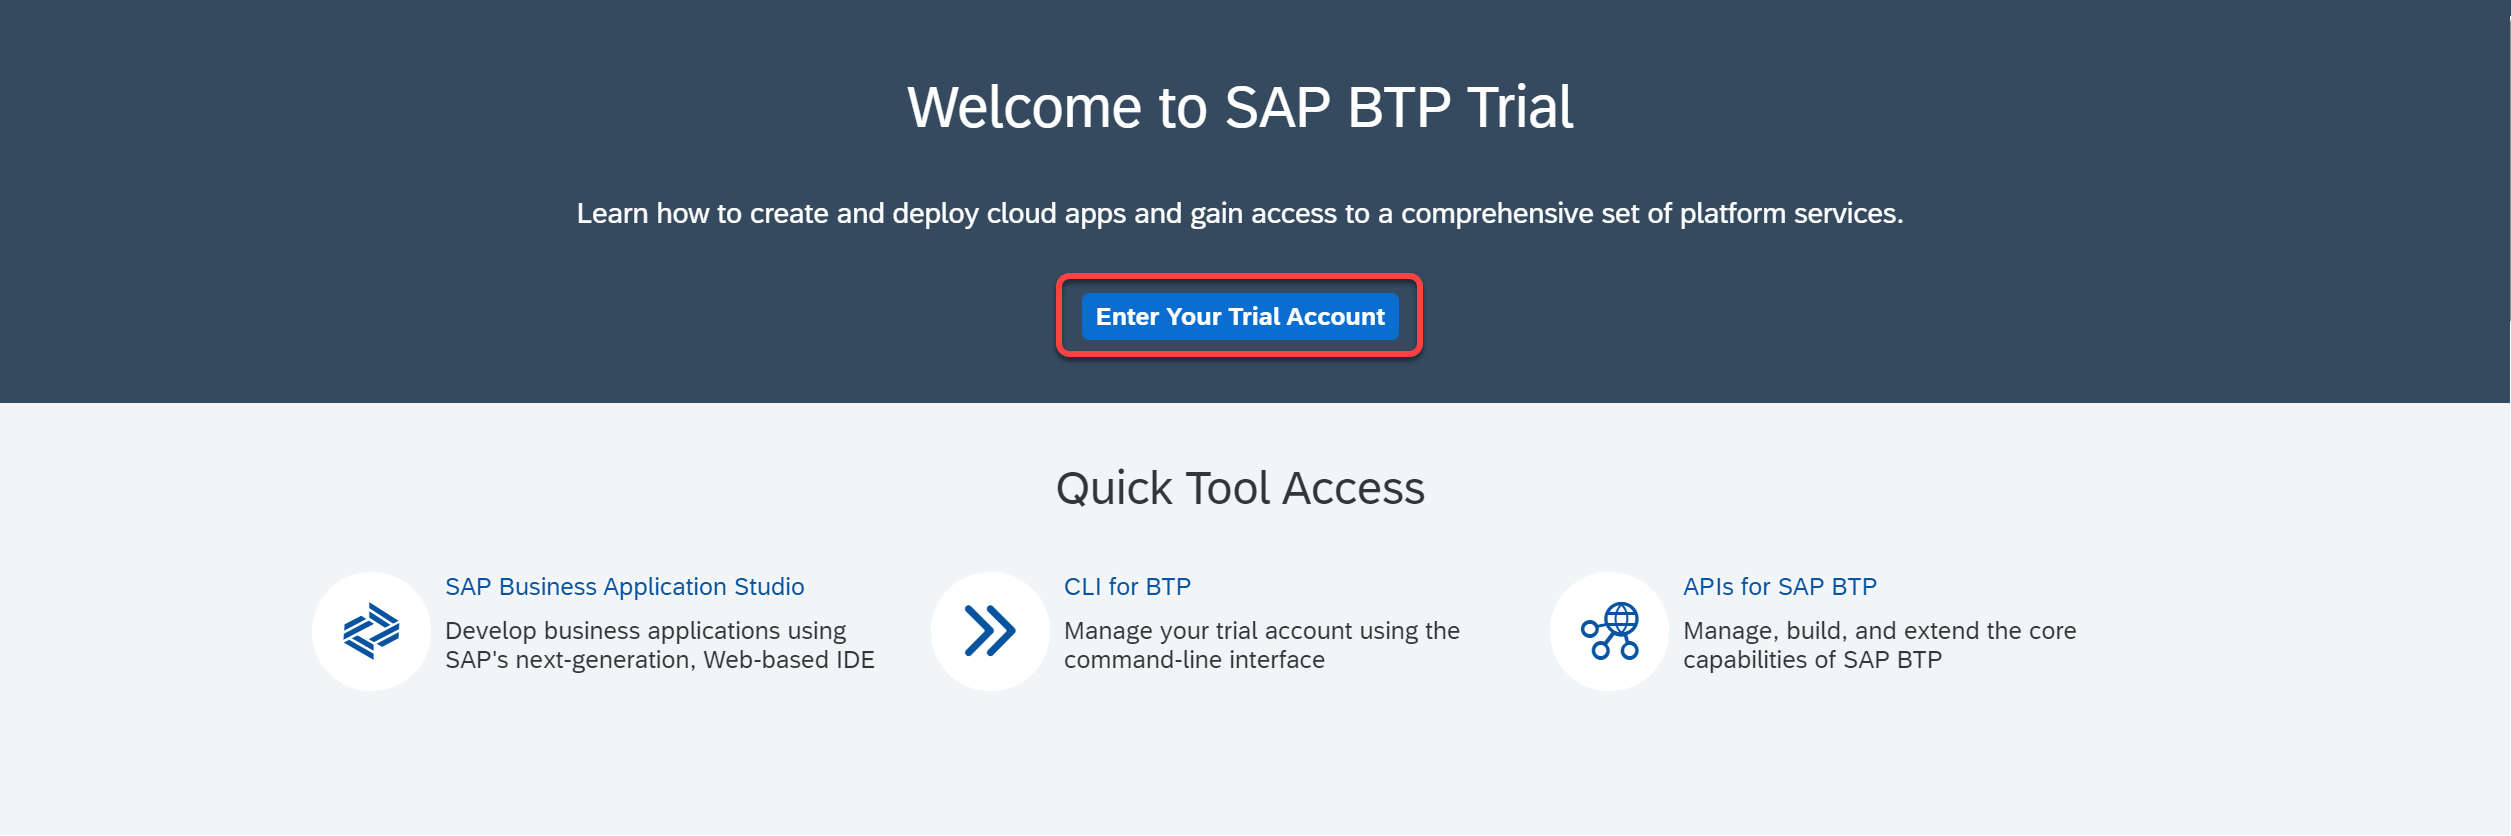 Welcome to SAP BTP Trial
Learn how to create and deploy cloud apps and gain access to a comprehensive set of platform services.
Enter Your Trial Account
Quick Tool Access
SAP Business Application Studio
Develop business applications using
SAP's next-generation, Web-based IDE
CLI for BTP
Manage your trial account using the
command-line interface
APIs for SAP BTP
Manage, build, and extend the core
capabilities of SAP BTP